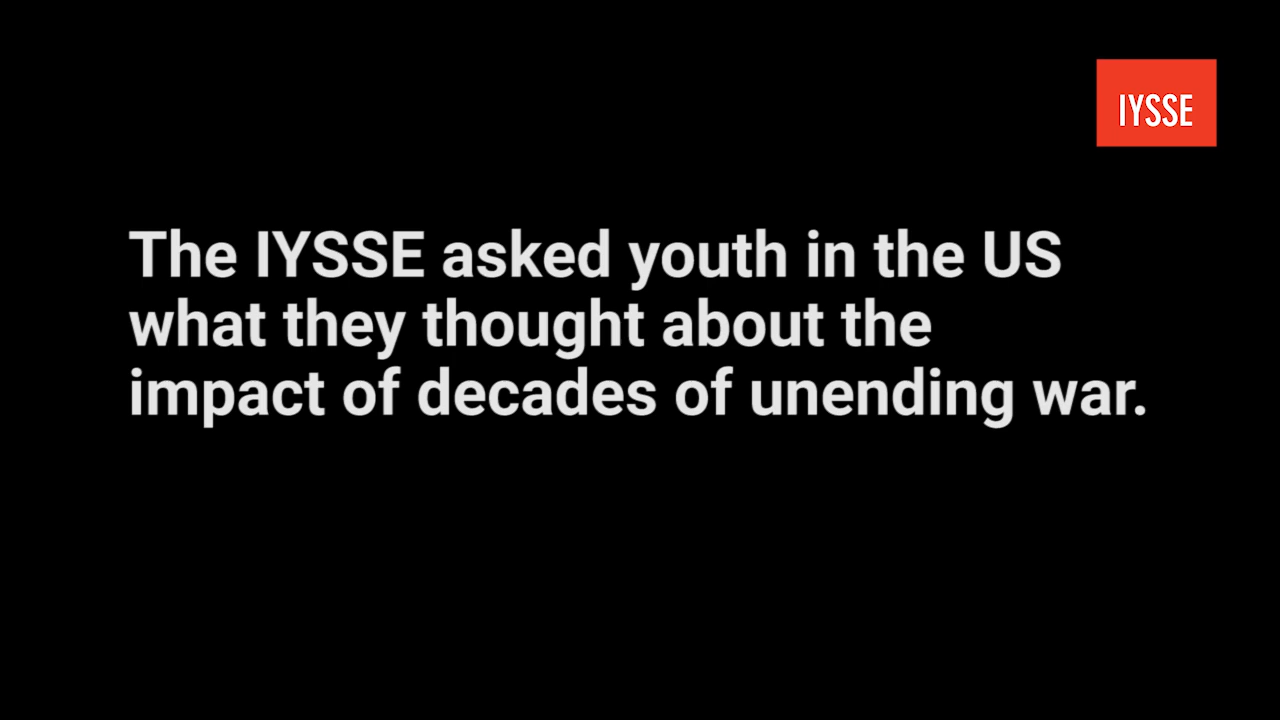 IYSSE
The IYSSE asked youth in the US
what they thought about the
impact of decades of unending war.